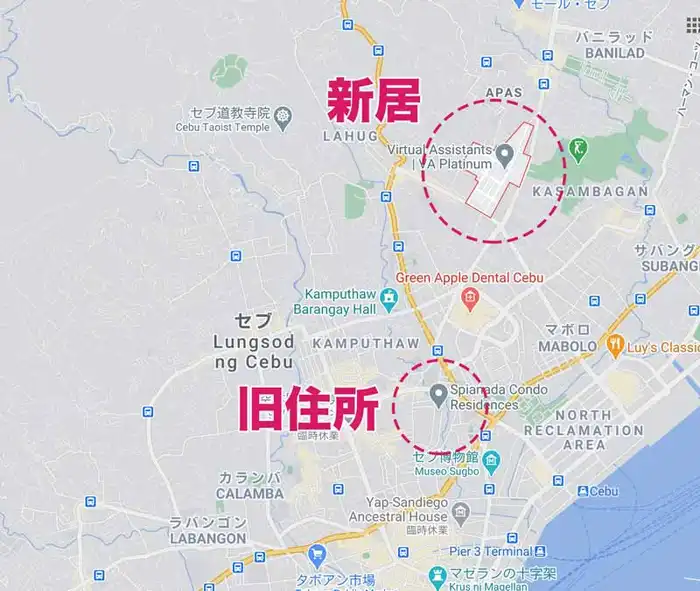 モール・セブ
バニラッド
BANILAD
APAS
新居
セブ道教寺院
Cebu Taoist Temple
LAHUG
Virtual Assistants
| VA Platinum
KASAMBAGAN
サバング
SUBANG
Green Apple Dental Cebu
Kamputhaw
Barangay Hall
セブ
Lungsod
ng Cebu
KAMPUTHAW
マボロ
MABOLO
Luy's Classic
旧住所
Spianada Condo
Residences
臨時休業
NORTH
RECLAMATION
AREA
セブ博物館
Museo Sugbo
カランバ
CALAMBA
Cebu
Yap-Sandiego
Ancestral House
臨時休業
ラバンゴン
LABANGON
Pier 3 Terminal
タボアン市場
マゼランの十字架
Krus ni Magellan